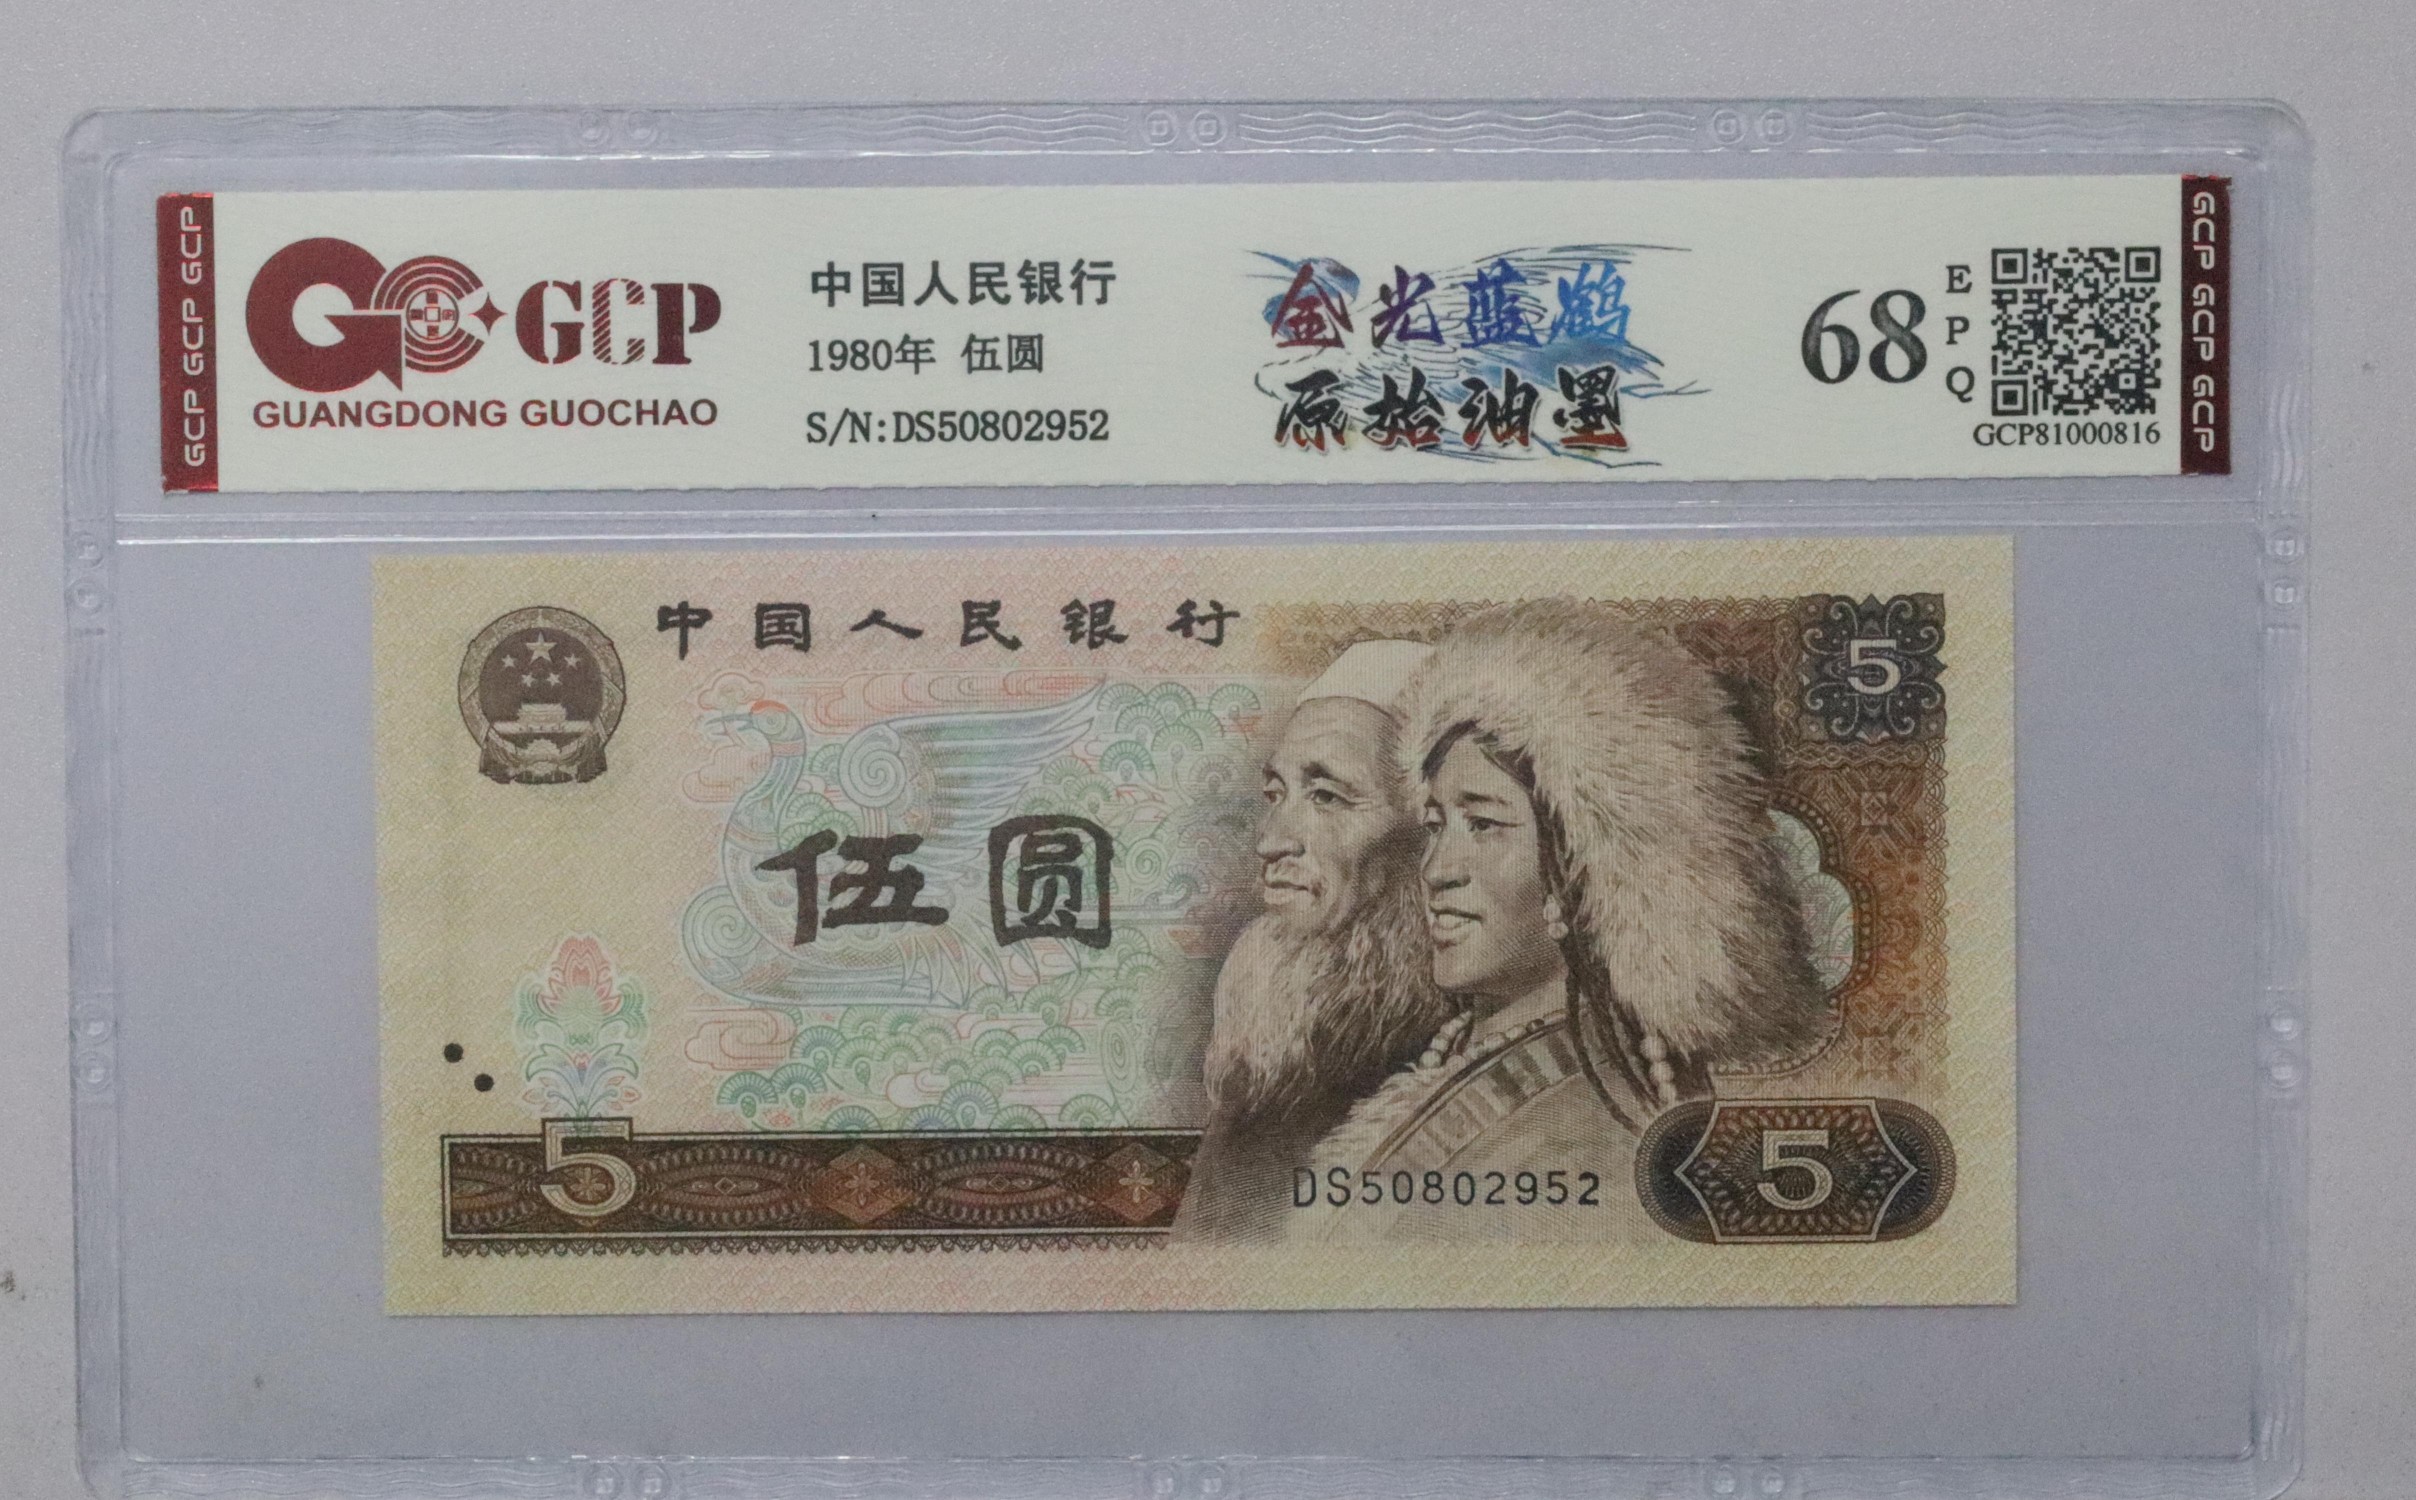 GCP GCP GCP
GCP
GUANGDONG GUOCHAO
中国人民银行
1980年 伍圆
S/N:DS50802952
金光蓝鹤
原始油墨
68
EPQ
GCP81000816
GCP GCP GCP
中国人民银行
5
伍圆
5
DS50802952
5